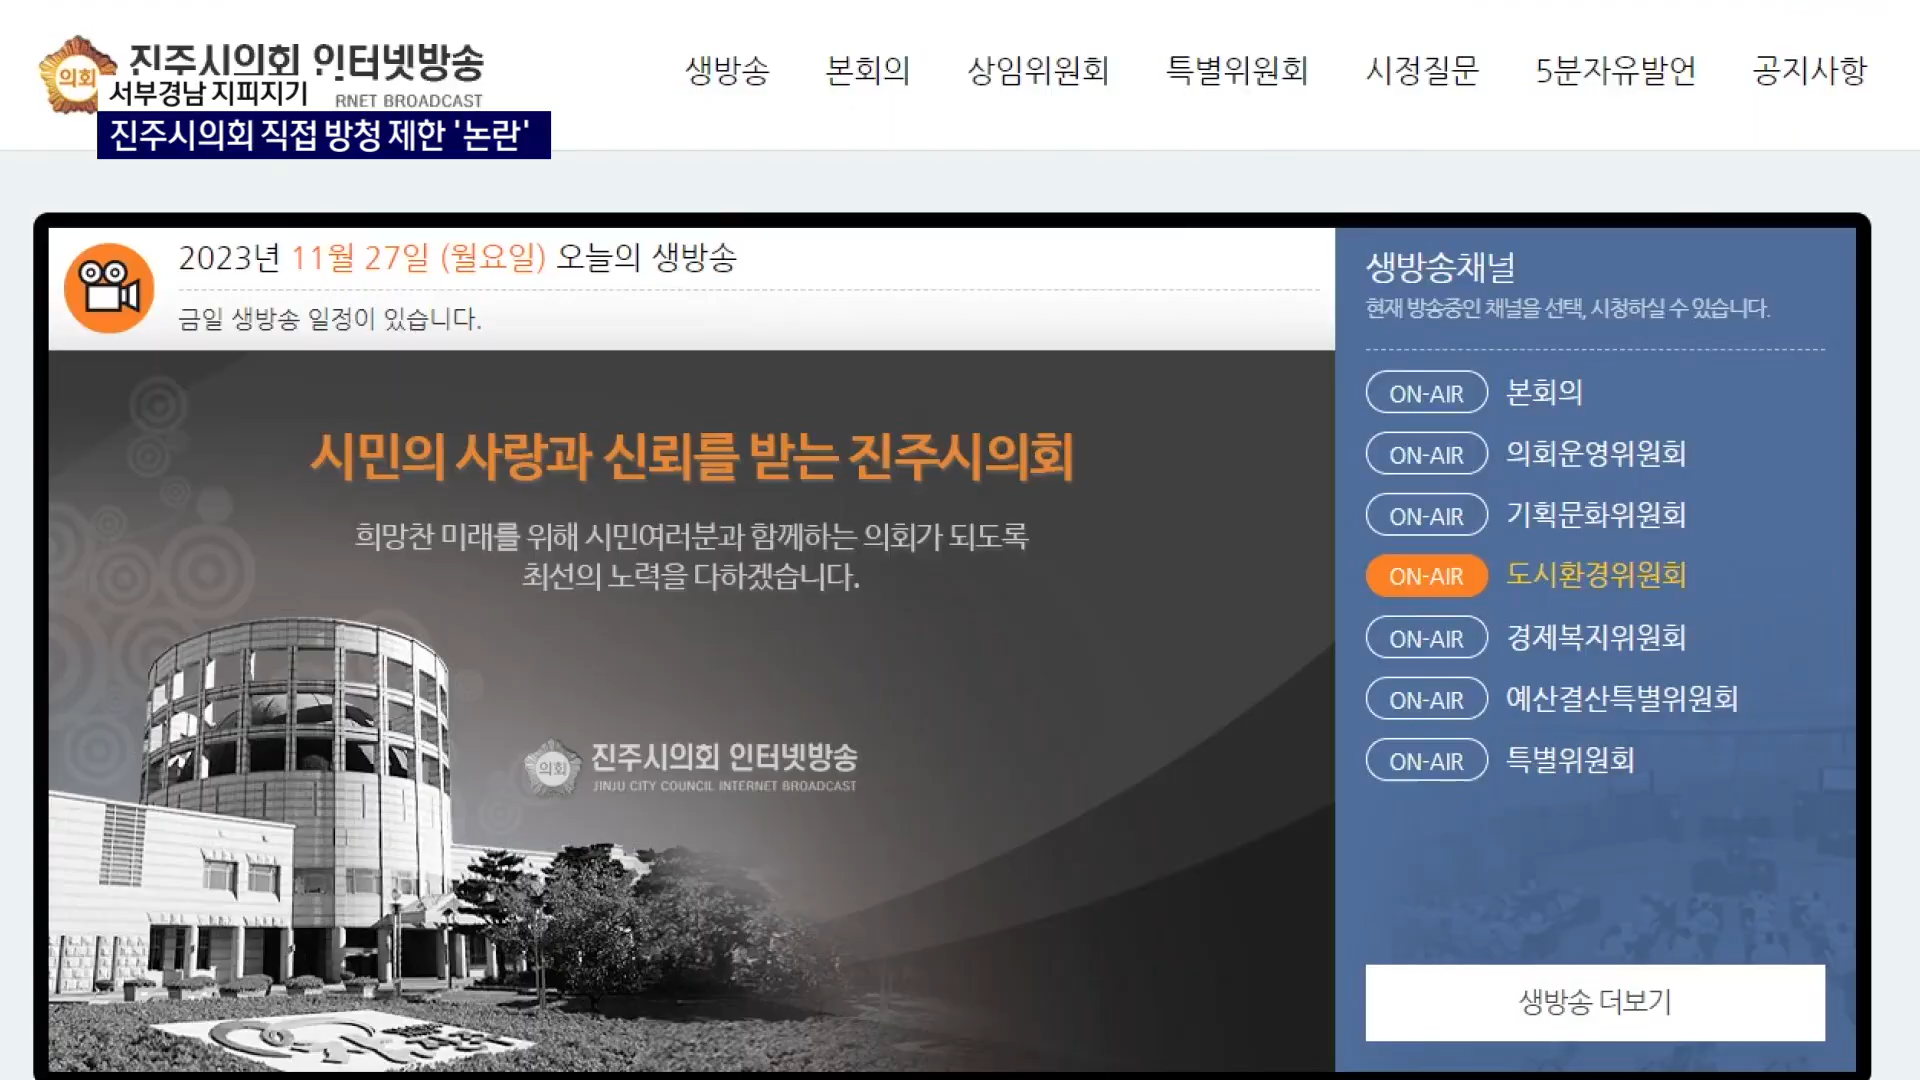 진주시의회 인터넷방송
의회
서부경남 지피지기
RNET BROADCAST
진주시의회 직접 방청 제한 '논란'
생방송 본회의 상임위원회 특별위원회 시정질문 5분자유발언 공지사항
2023년 11월 27일 (월요일) 오늘의 생방송
금일 생방송 일정이 있습니다.
시민의 사랑과 신뢰를 받는 진주시의회
희망찬 미래를 위해 시민여러분과 함께하는 의회가 되도록
최선의 노력을 다하겠습니다.
의회
진주시의회 인터넷방송
JINJU CITY COUNCIL INTERNET BROADCAST
생방송채널
현재 방송중인 채널을 선택, 시청하실 수 있습니다.
ON-AIR 본회의
ON-AIR 의회운영위원회
ON-AIR 기획문화위원회
ON-AIR 도시환경위원회
ON-AIR 경제복지위원회
ON-AIR 예산결산특별위원회
ON-AIR 특별위원회
생방송 더보기